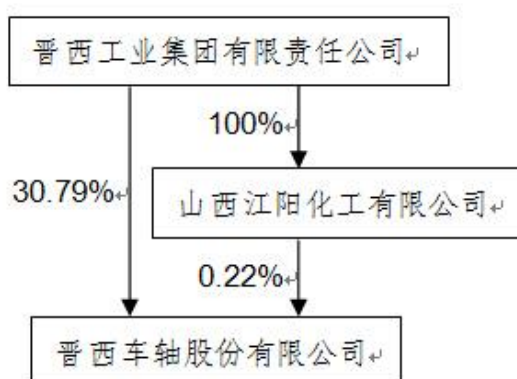 晋西工业集团有限责任公司
100%
30.79%
山西江阳化工有限公司
0.22%
晋西车轴股份有限公司